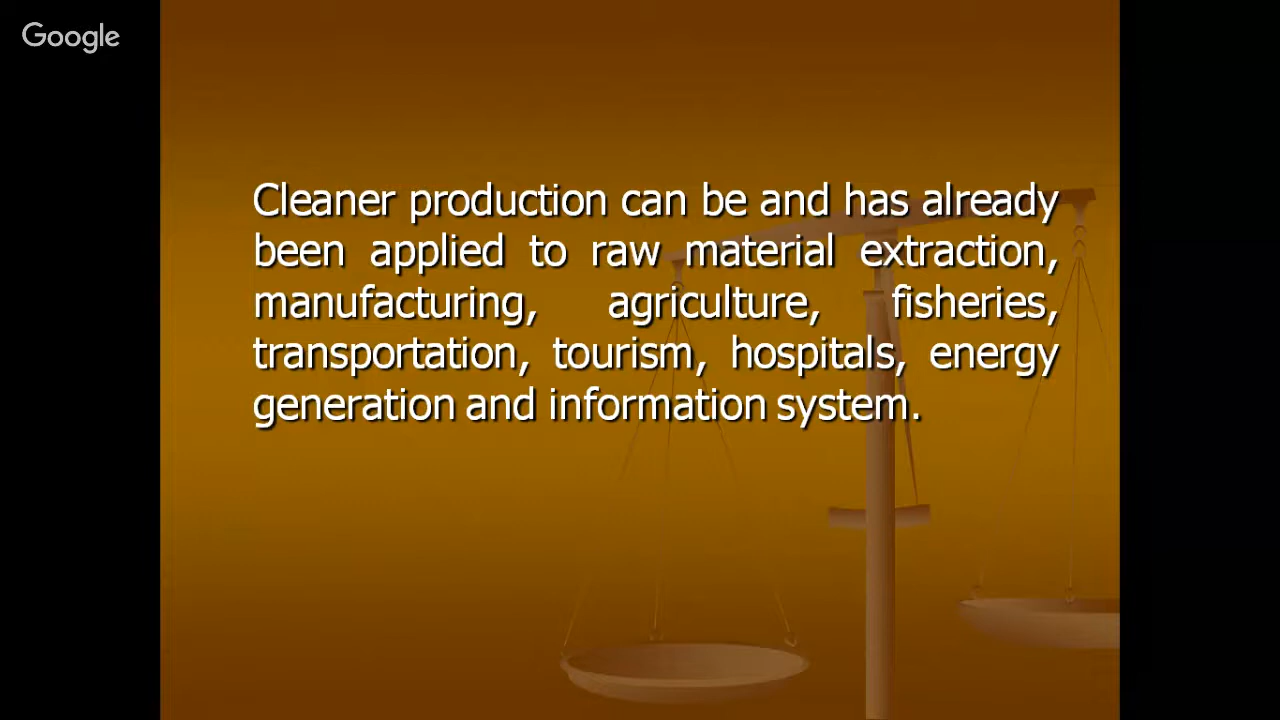 Google
Cleaner production can be and has already
been applied to raw material extraction,
manufacturing, agriculture, fisheries,
transportation, tourism, hospitals, energy
generation and information system.